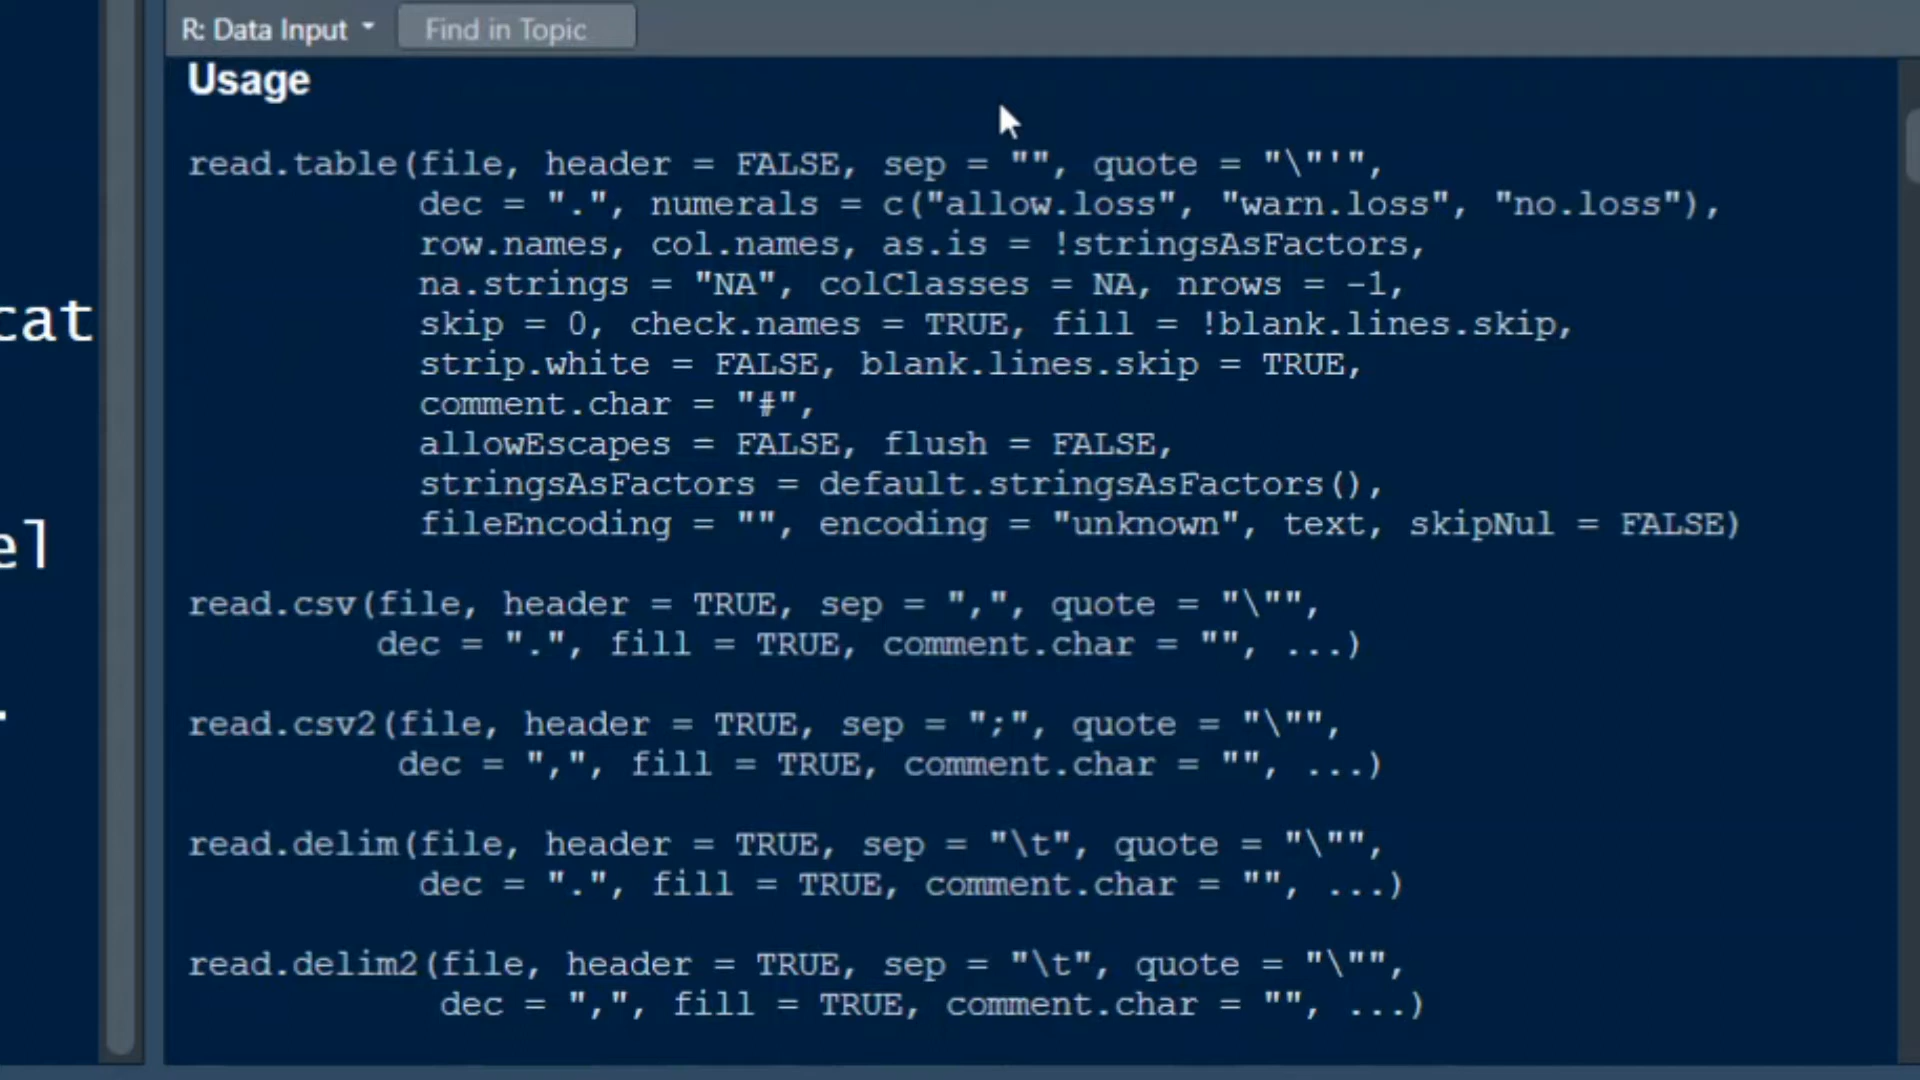 R: Data Input
Find in Topic
Usage
read.table(file, header = FALSE, sep = "", quote = "\"'",
dec = ".", numerals = c("allow.loss", "warn.loss", "no.loss"),
row.names, col.names, as.is = !stringsAsFactors,
na.strings = "NA", colClasses = NA, nrows = -1,
skip = 0, check.names = TRUE, fill = !blank.lines.skip,
strip.white = FALSE, blank.lines.skip = TRUE,
comment.char = "#",
allowEscapes = FALSE, flush = FALSE,
stringsAsFactors = default.stringsAsFactors(),
fileEncoding = "", encoding = "unknown", text, skipNul = FALSE)
read.csv(file, header = TRUE, sep = ",", quote = "\"",
dec = ".", fill = TRUE, comment.char = "", ...)
read.csv2(file, header = TRUE, sep = ";", quote = "\"",
dec = ",", fill = TRUE, comment.char = "", ...)
read.delim(file, header = TRUE, sep = "\t", quote = "\"",
dec = ".", fill = TRUE, comment.char = "", ...)
read.delim2(file, header = TRUE, sep = "\t", quote = "\"",
dec = ",", fill = TRUE, comment.char = "", ...)
cat
el